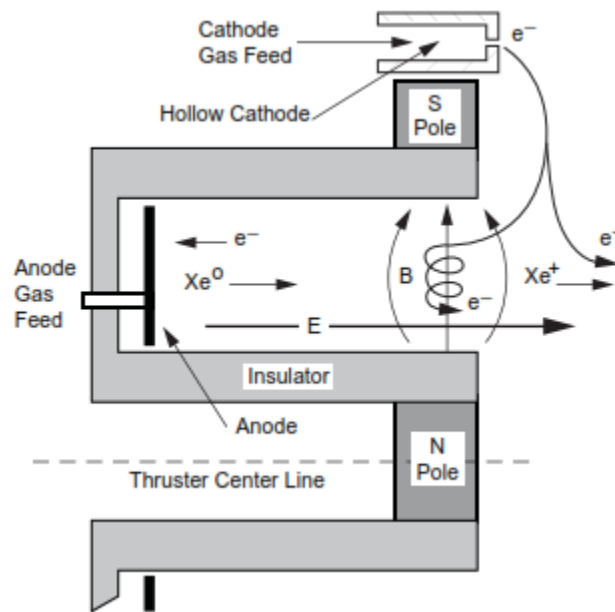 Cathode
Gas Feed
e⁻
Hollow Cathode
S
Pole
e⁻
Anode
Gas
Feed
Xe⁰
B
e⁻
Xe⁺
e
E
Insulator
Anode
N
Pole
Thruster Center Line